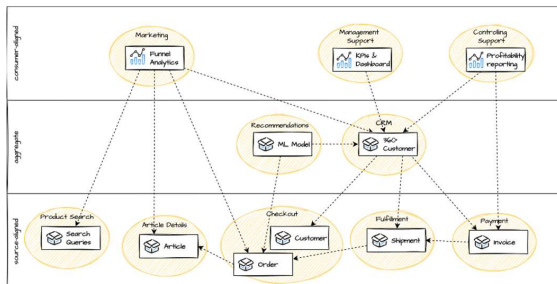 consumer-aligned
Marketing
Funnel
Analytics
Management
Support
KPIs &
Dashboard
Controlling
Support
Profitability
reporting
aggregate
Recommendations
ML Model
CRM
360
Customer
source-aligned
Product Search
Search
Queries
Article Details
Article
Checkout
Customer
Order
Fulfillment
Shipment
Payment
Invoice